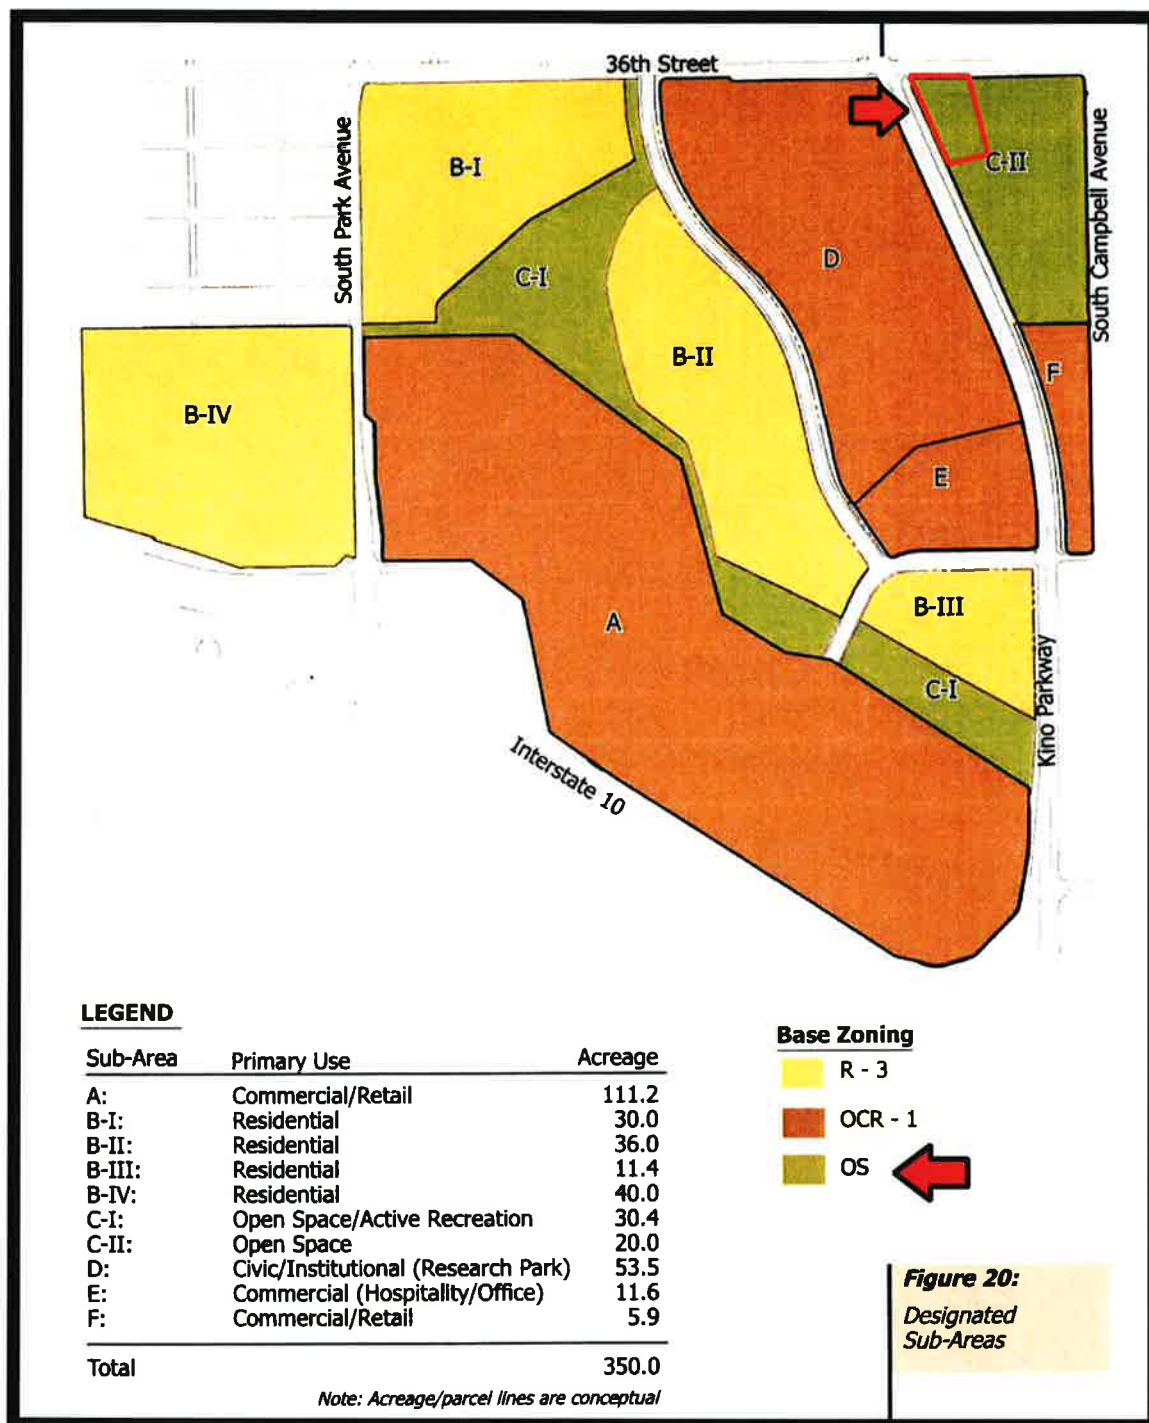 36th Street
South Park Avenue
B-I
C-II
South Campbell Avenue
D
C-I
B-II
F
B-IV
E
B-III
A
C-I
Kino Parkway
Interstate 10
LEGEND
Sub-Area Primary Use Acreage
A: Commercial/Retail 111.2
B-I: Residential 30.0
B-II: Residential 36.0
B-III: Residential 11.4
B-IV: Residential 40.0
C-I: Open Space/Active Recreation 30.4
C-II: Open Space 20.0
D: Civic/Institutional (Research Park) 53.5
E: Commercial (Hospitality/Office) 11.6
F: Commercial/Retail 5.9
Total 350.0
Note: Acreage/parcel lines are conceptual
Base Zoning
R - 3
OCR - 1
OS
Figure 20:
Designated
Sub-Areas